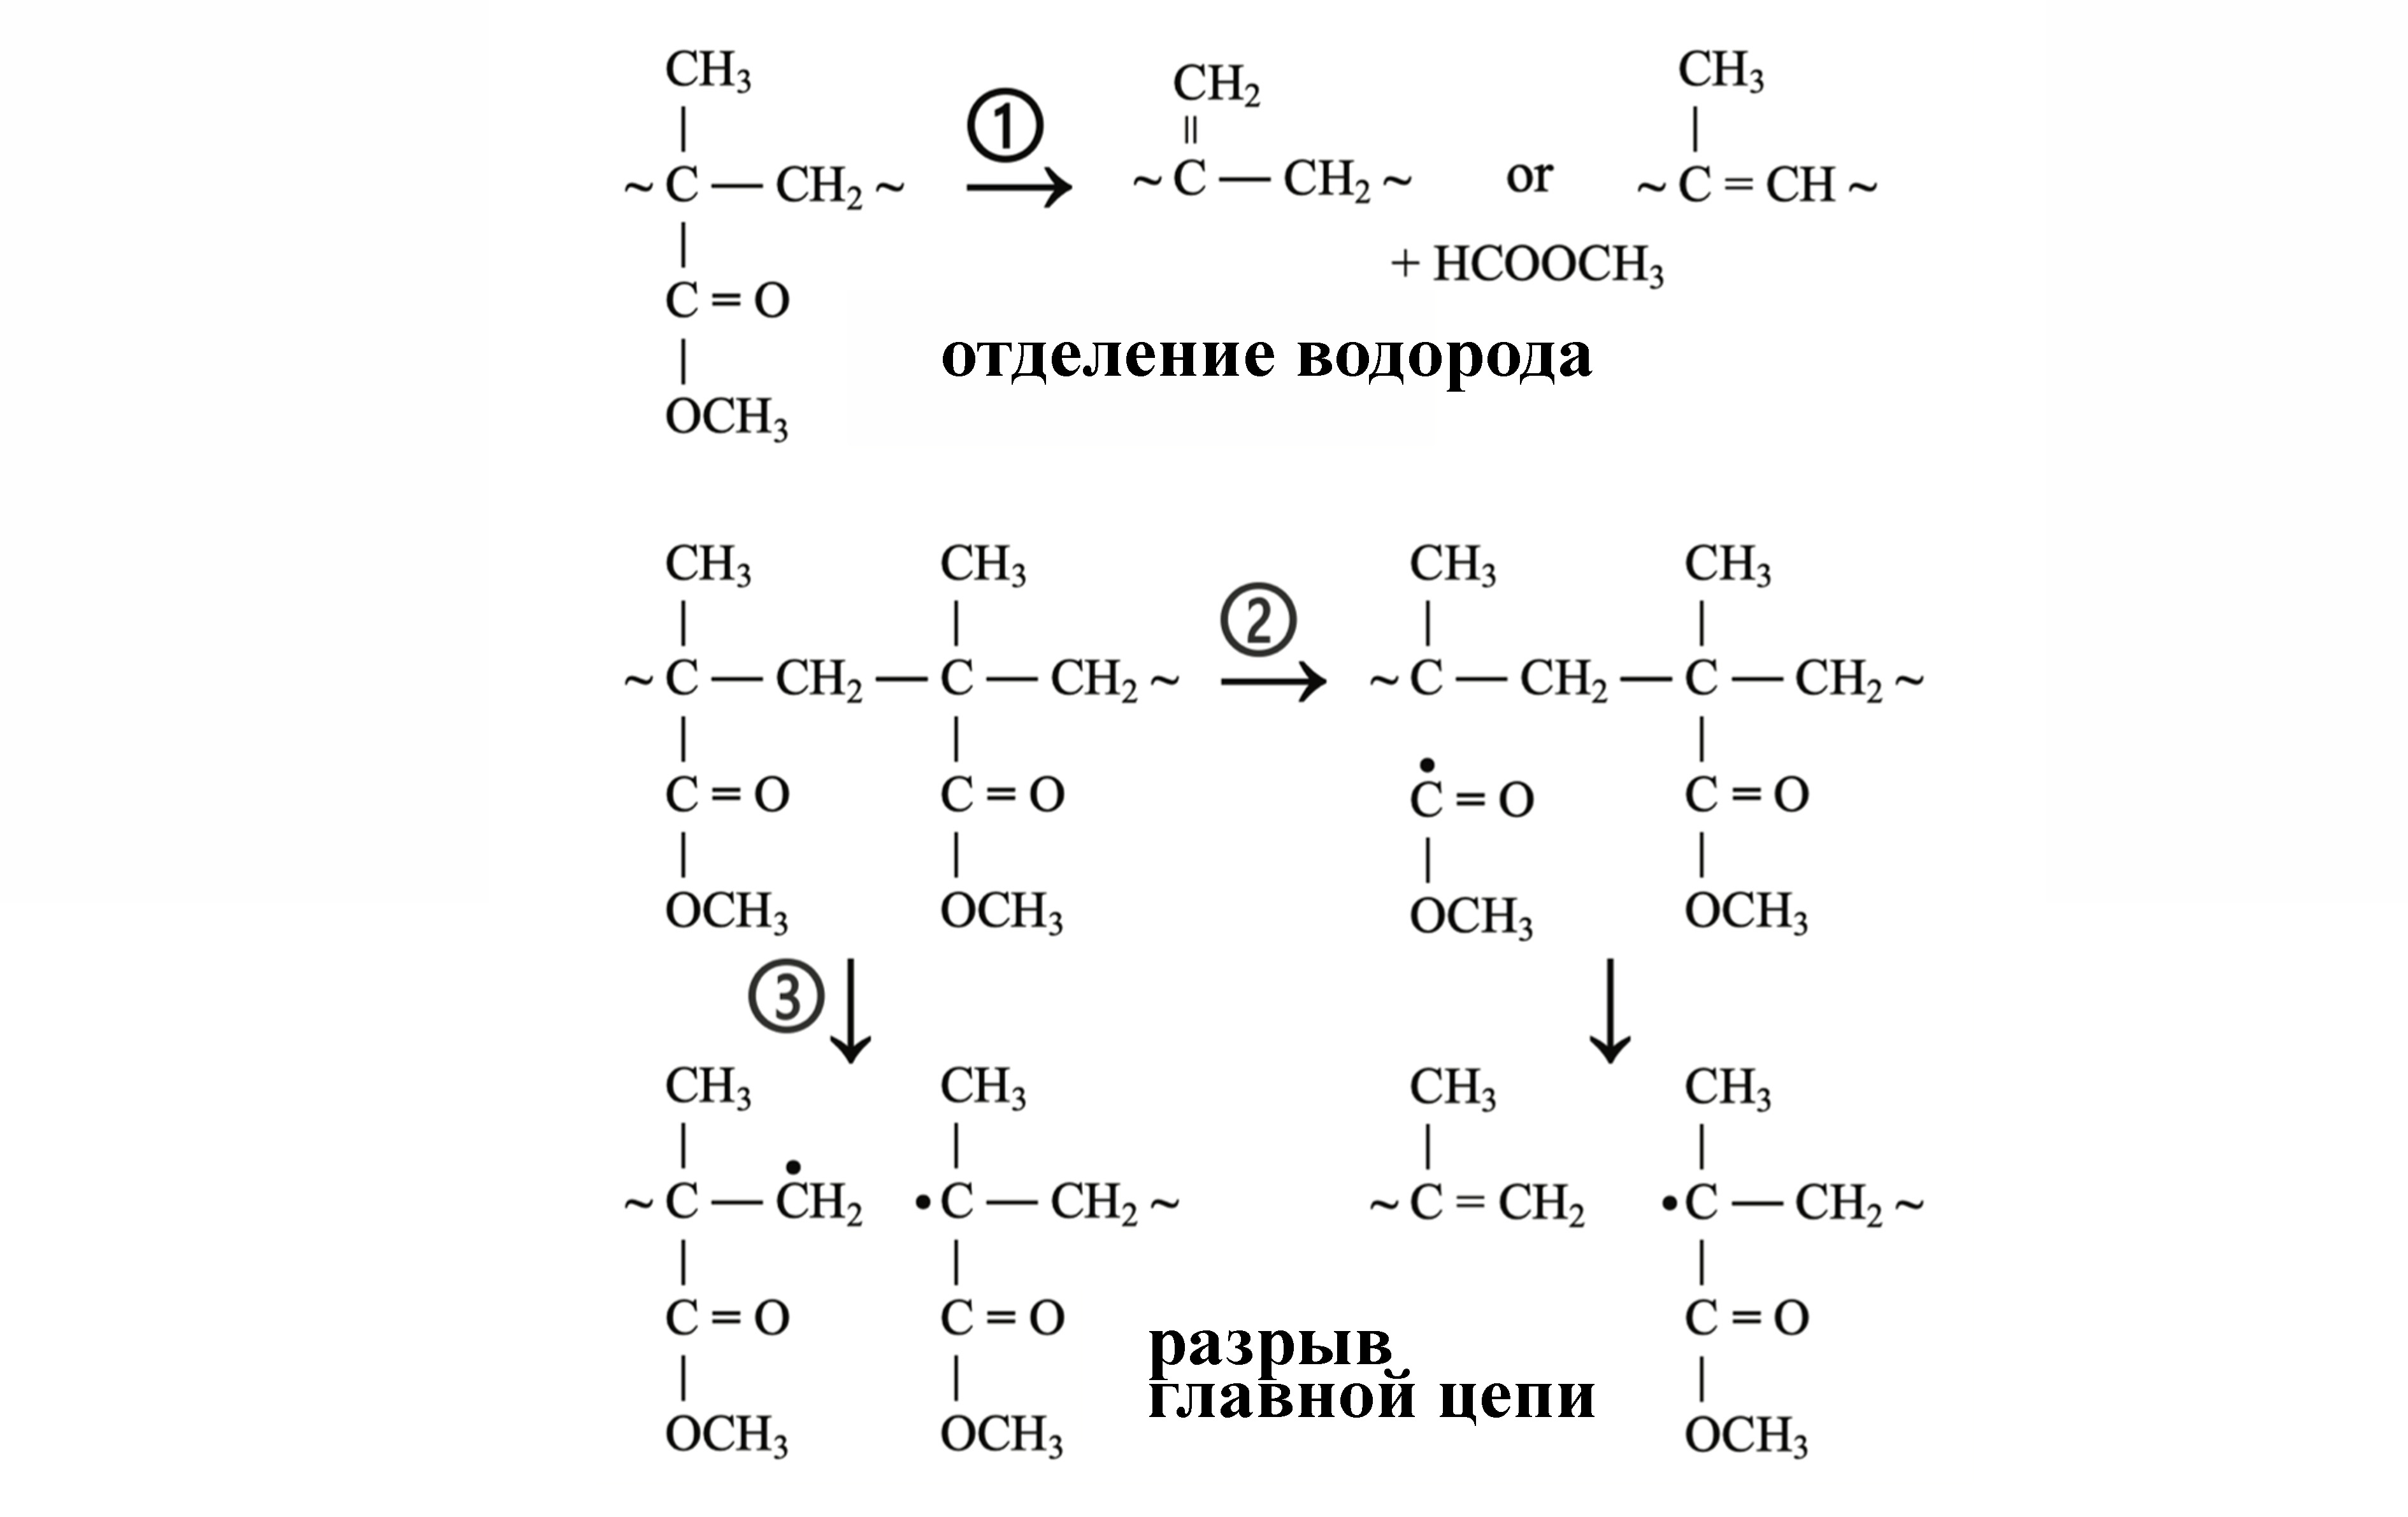 CH₃ CH₂ CH₃
①
~ C — CH₂ ~ → ~ C — CH₂ ~ or ~ C = CH ~
+ HCOOCH₃
C = O
отделение водорода
OCH₃
CH₃ CH₃ CH₃ CH₃
②
~ C — CH₂ — C — CH₂ ~ → ~ C — CH₂ — C — CH₂ ~
C = O C = O Ċ = O C = O
OCH₃ OCH₃ OCH₃ OCH₃
③
CH₃ CH₃ CH₃ CH₃
~ C — ĊH₂ •C — CH₂ ~ ~ C = CH₂ •C — CH₂ ~
C = O C = O C = O
разрыв
главной цепи
OCH₃ OCH₃ OCH₃